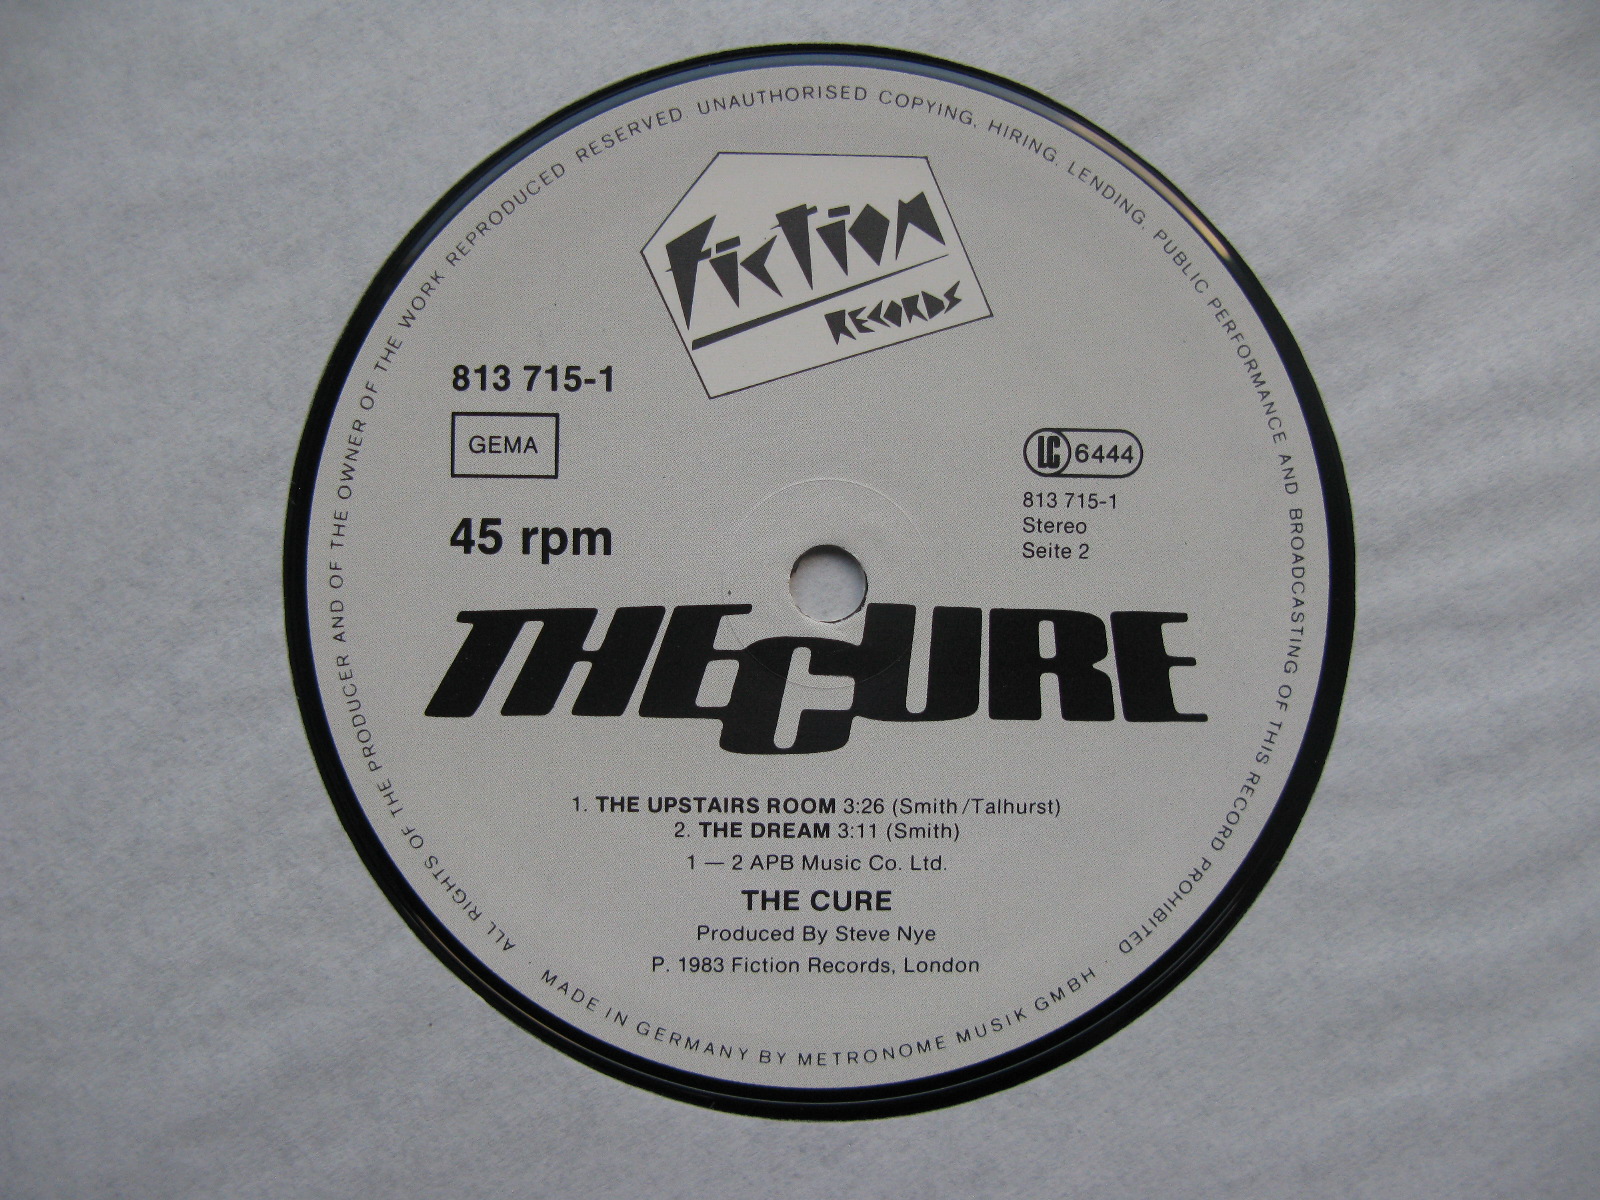 ALL RIGHTS OF THE PRODUCER AND OF THE OWNER OF THE WORK REPRODUCED RESERVED. UNAUTHORISED COPYING, HIRING, LENDING, PUBLIC PERFORMANCE AND BROADCASTING OF THIS RECORD PROHIBITED
Fiction
RECORDS
813 715-1
GEMA
45 rpm
LC 6444
813 715-1
Stereo
Seite 2
THE CURE
1. THE UPSTAIRS ROOM 3:26 (Smith/Talhurst)
2. THE DREAM 3:11 (Smith)
1 — 2 APB Music Co. Ltd.
THE CURE
Produced By Steve Nye
P. 1983 Fiction Records, London
· MADE IN GERMANY BY METRONOME MUSIK GMBH ·